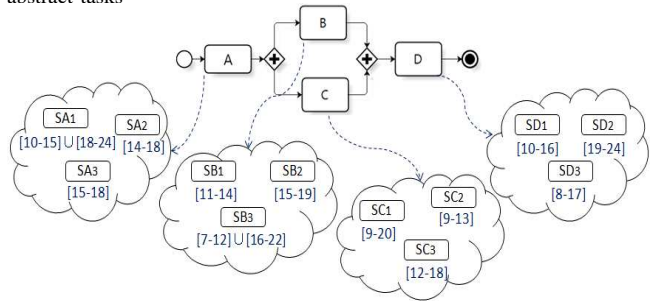 abstract tasks
B
A
D
C
SA1
[10-15]∪[18-24]
SA2
[14-18]
SA3
[15-18]
SB1
[11-14]
SB2
[15-19]
SB3
[7-12]∪[16-22]
SC1
[9-20]
SC2
[9-13]
SC3
[12-18]
SD1
[10-16]
SD2
[19-24]
SD3
[8-17]